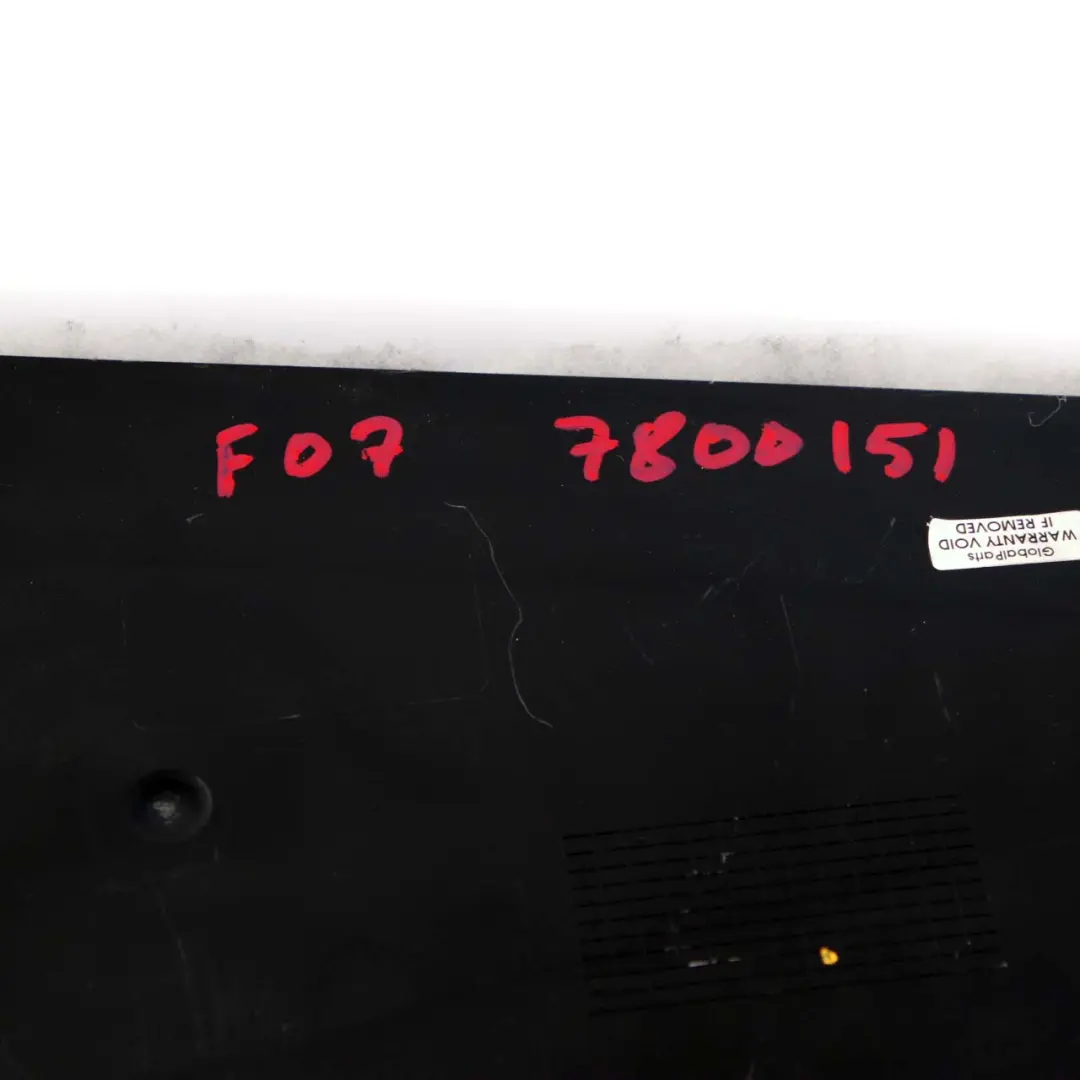 F07 7800151
GlobalParts
WARRANTY VOID
IF REMOVED